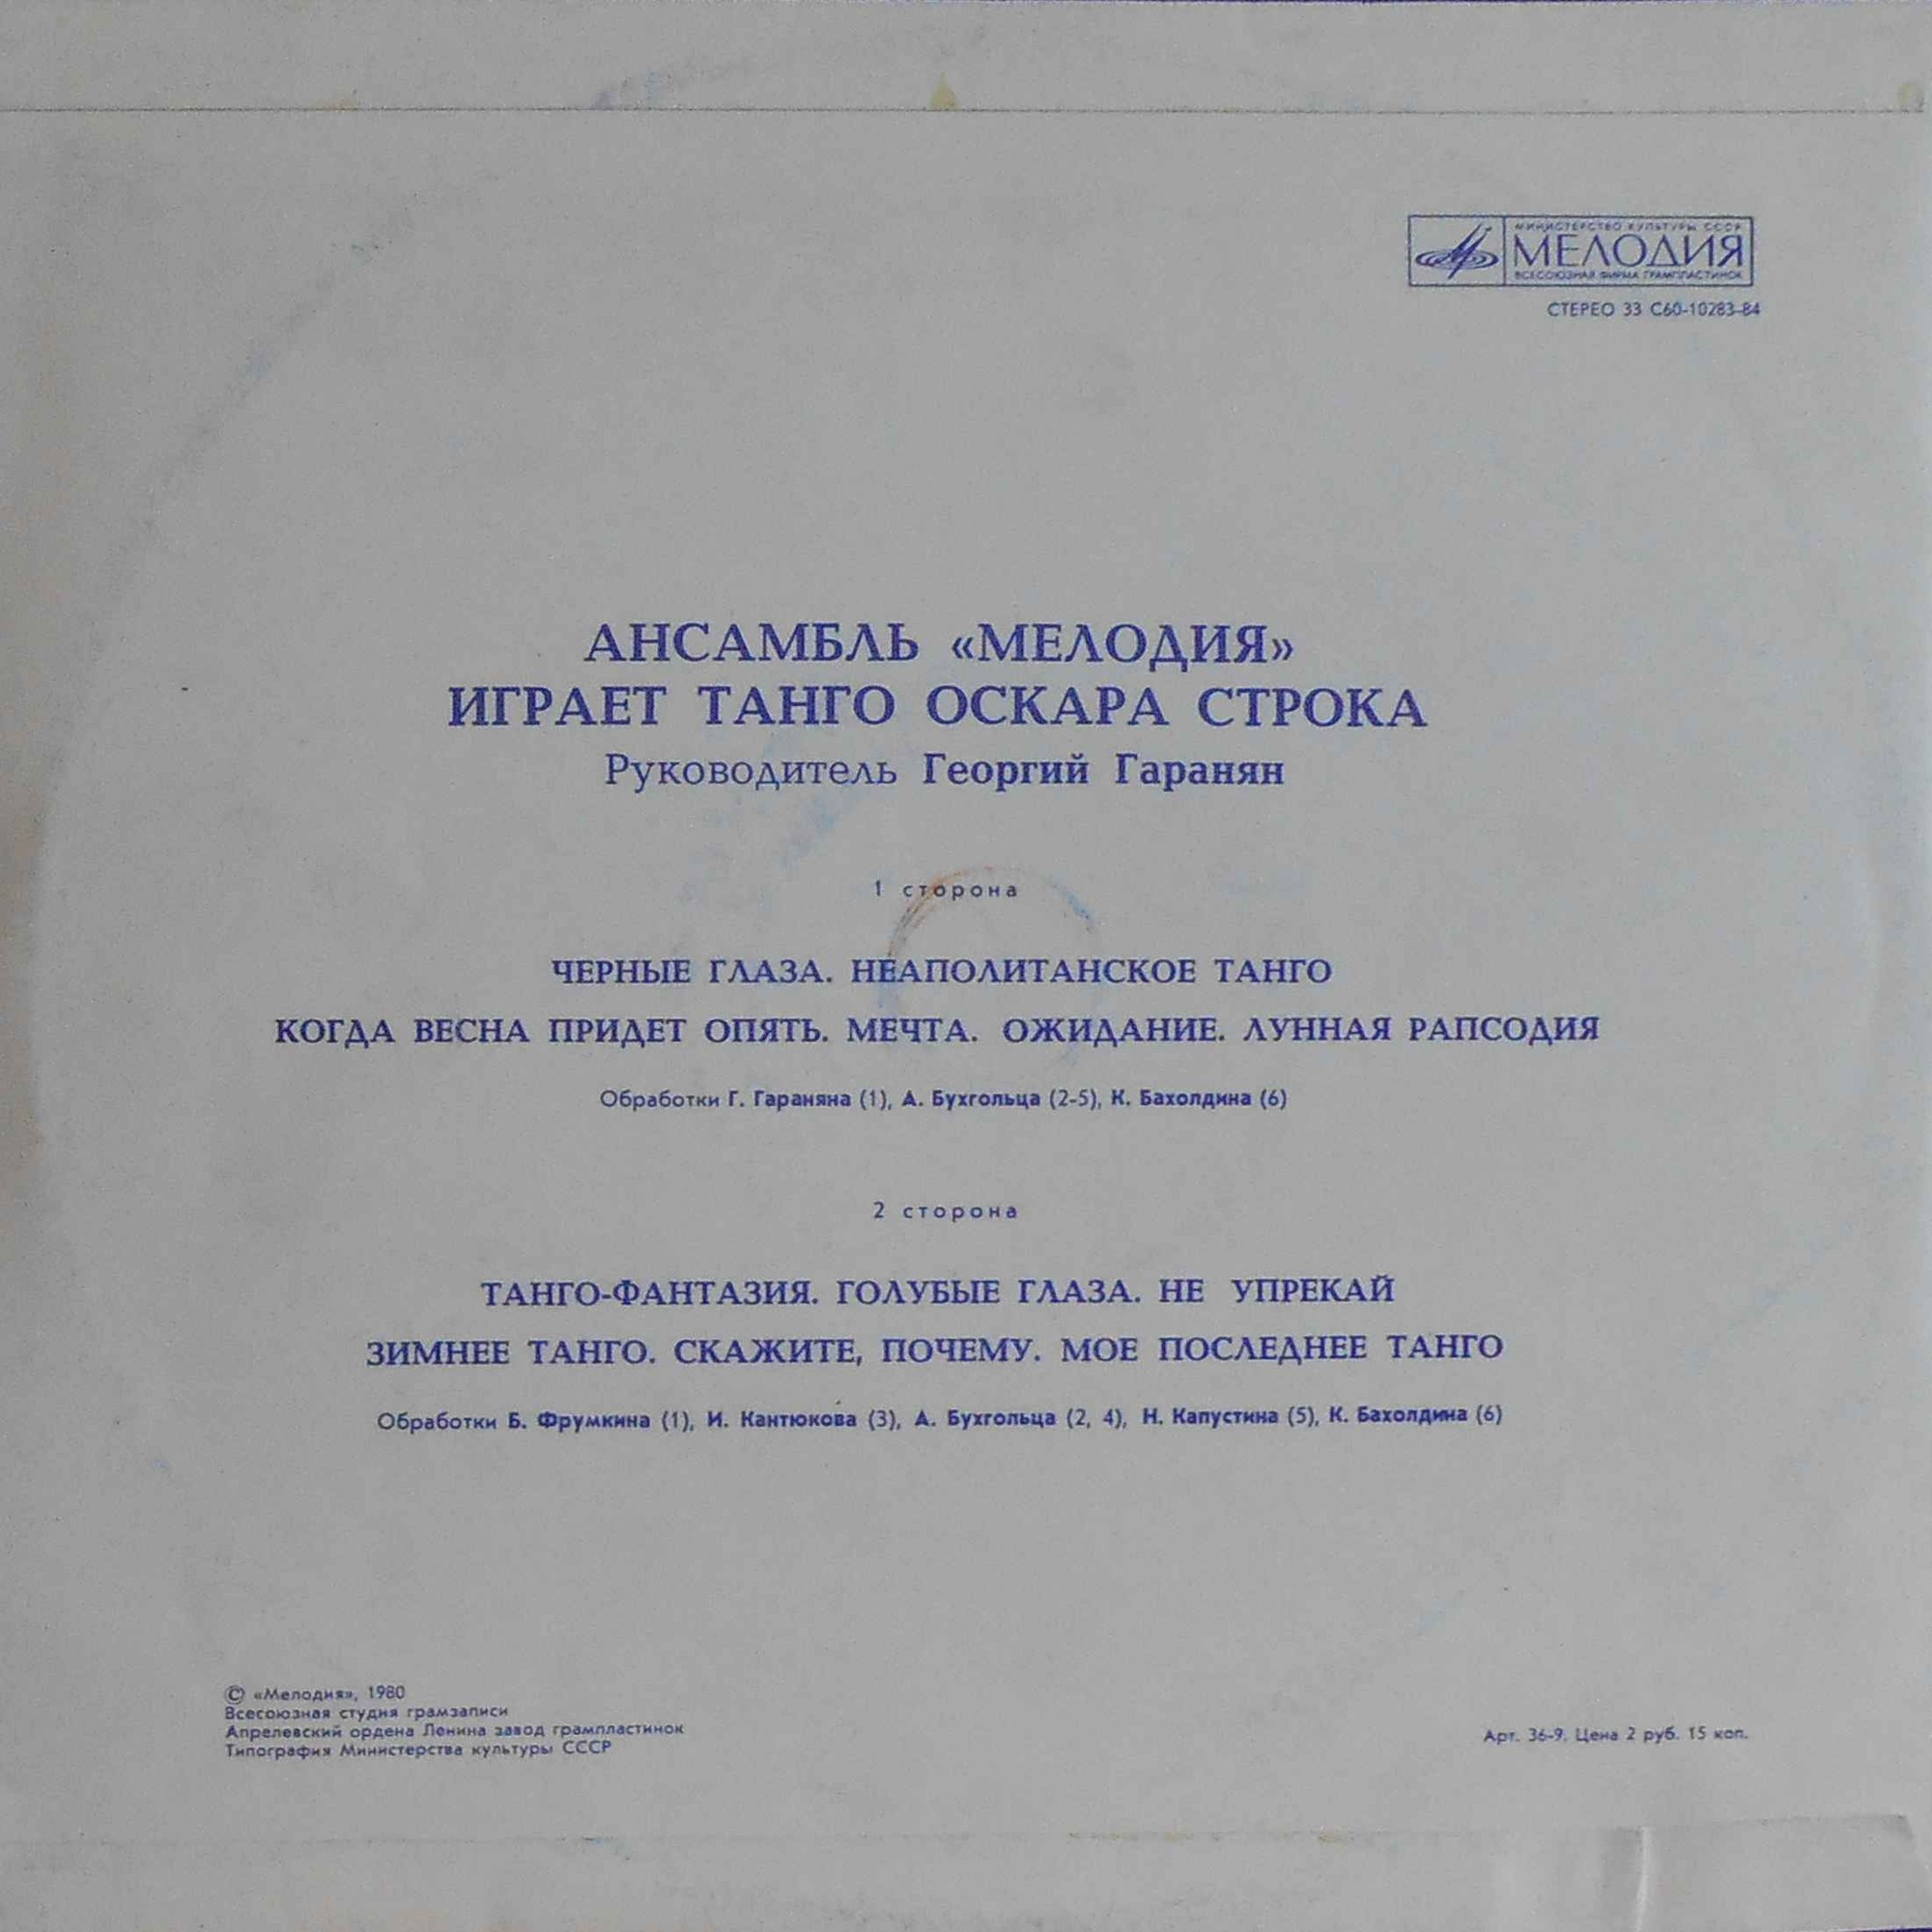 МИНИСТЕРСТВО КУЛЬТУРЫ СССР
МЕЛОДИЯ
ВСЕСОЮЗНАЯ ФИРМА ГРАМПЛАСТИНОК
СТЕРЕО 33 С60-10283-84
АНСАМБЛЬ «МЕЛОДИЯ»
ИГРАЕТ ТАНГО ОСКАРА СТРОКА
Руководитель Георгий Гаранян
1 сторона
ЧЕРНЫЕ ГЛАЗА. НЕАПОЛИТАНСКОЕ ТАНГО
КОГДА ВЕСНА ПРИДЕТ ОПЯТЬ. МЕЧТА. ОЖИДАНИЕ. ЛУННАЯ РАПСОДИЯ
Обработки Г. Гараняна (1), А. Бухгольца (2-5), К. Бахолдина (6)
2 сторона
ТАНГО-ФАНТАЗИЯ. ГОЛУБЫЕ ГЛАЗА. НЕ УПРЕКАЙ
ЗИМНЕЕ ТАНГО. СКАЖИТЕ, ПОЧЕМУ. МОЕ ПОСЛЕДНЕЕ ТАНГО
Обработки Б. Фрумкина (1), И. Кантюкова (3), А. Бухгольца (2, 4), Н. Капустина (5), К. Бахолдина (6)
© «Мелодия», 1980
Всесоюзная студия грамзаписи
Апрелевский ордена Ленина завод грампластинок
Типография Министерства культуры СССР
Арт. 36-9. Цена 2 руб. 15 коп.